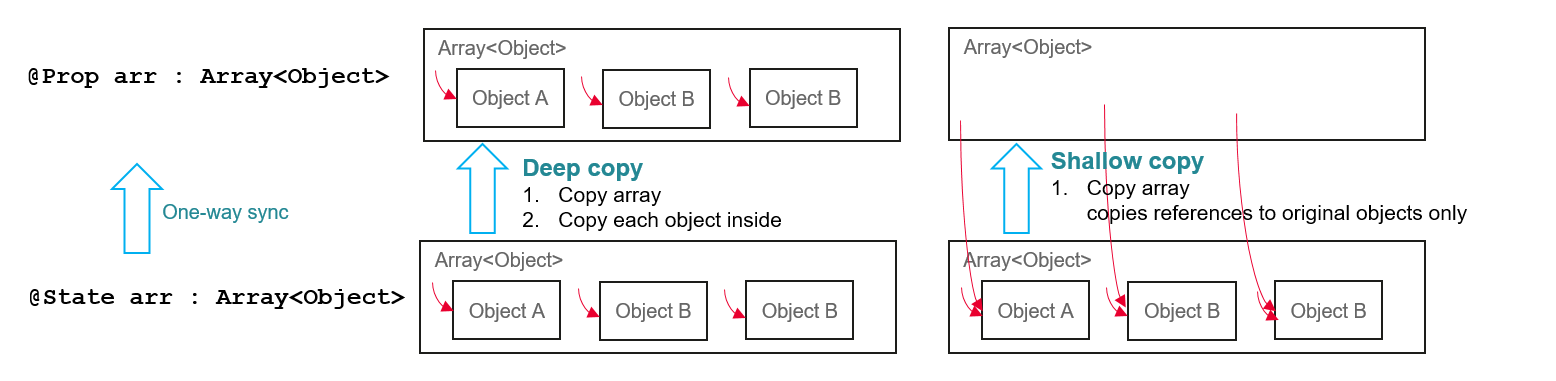 @Prop arr : Array<Object>
Array<Object>
Object A
Object B
Object B
Array<Object>
One-way sync
Deep copy
1. Copy array
2. Copy each object inside
Shallow copy
1. Copy array
copies references to original objects only
@State arr : Array<Object>
Array<Object>
Object A
Object B
Object B
Array<Object>
Object A
Object B
Object B